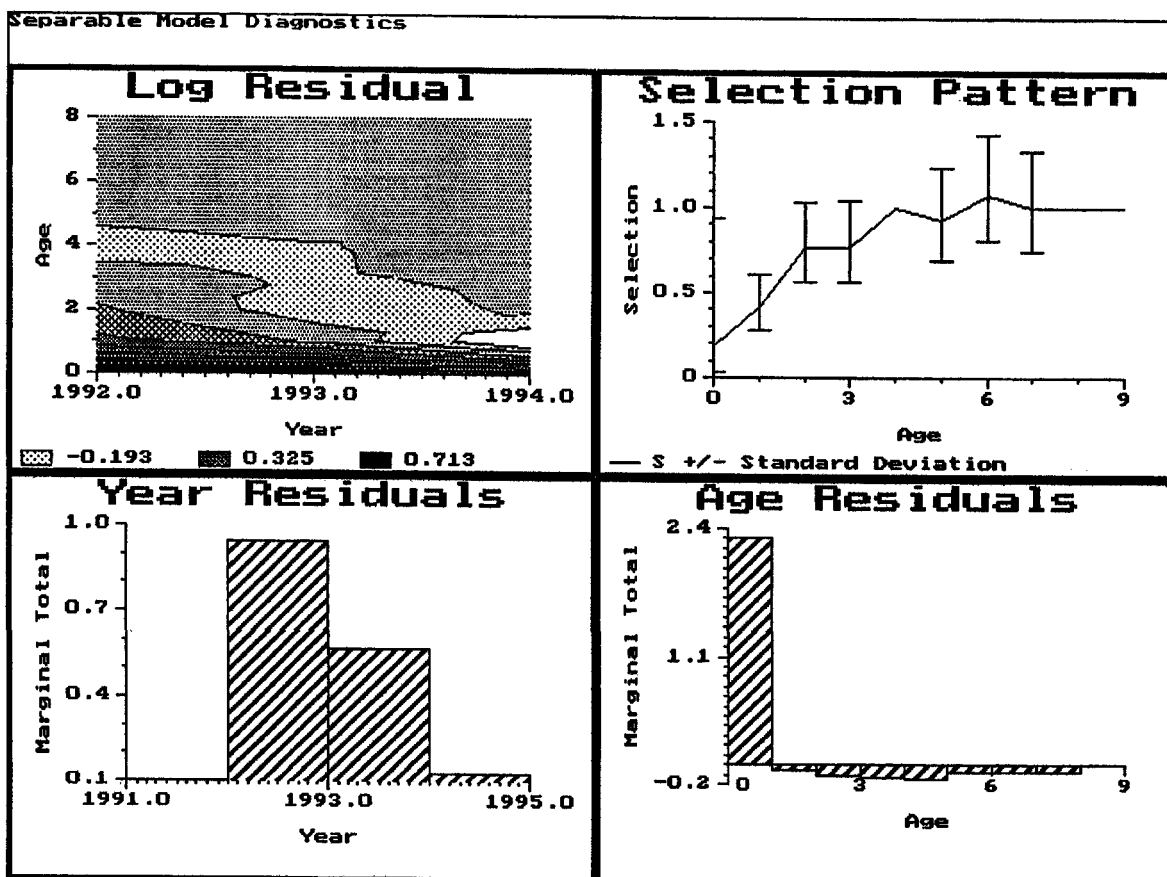 Separable Model Diagnostics
Log Residual
8
6
4
2
0
Age
1992.0 1993.0 1994.0
Year
-0.193 0.325 0.713
Selection Pattern
1.5
1.0
0.5
0
Selection
0 3 6 9
Age
S +/- Standard Deviation
Year Residuals
1.0
0.7
0.4
0.1
Marginal Total
1991.0 1993.0 1995.0
Year
Age Residuals
2.4
1.1
-0.2
Marginal Total
0 3 6 9
Age